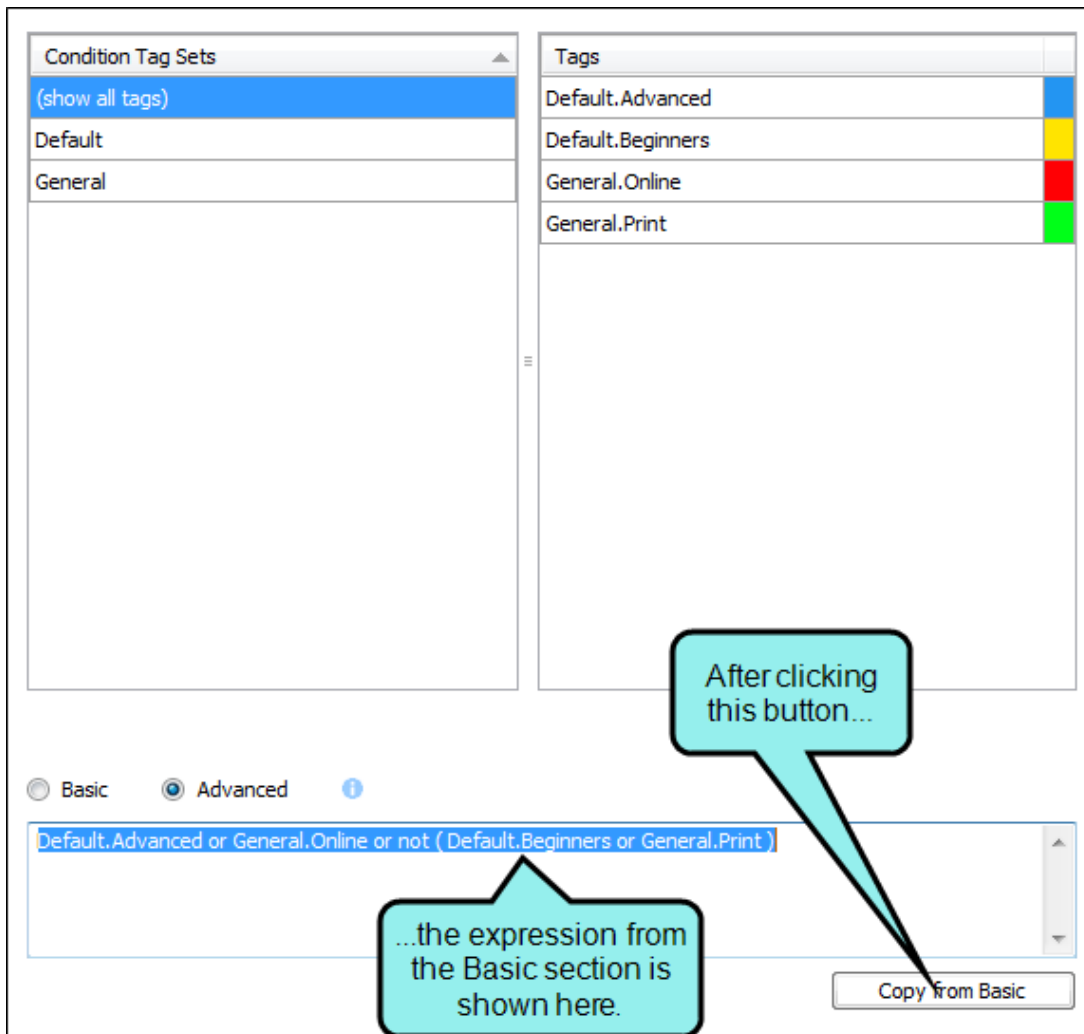 Condition Tag Sets
(show all tags)
Default
General
Tags
Default.Advanced
Default.Beginners
General.Online
General.Print
After clicking
this button...
Basic
Advanced
Default.Advanced or General.Online or not ( Default.Beginners or General.Print )
...the expression from
the Basic section is
shown here.
Copy from Basic